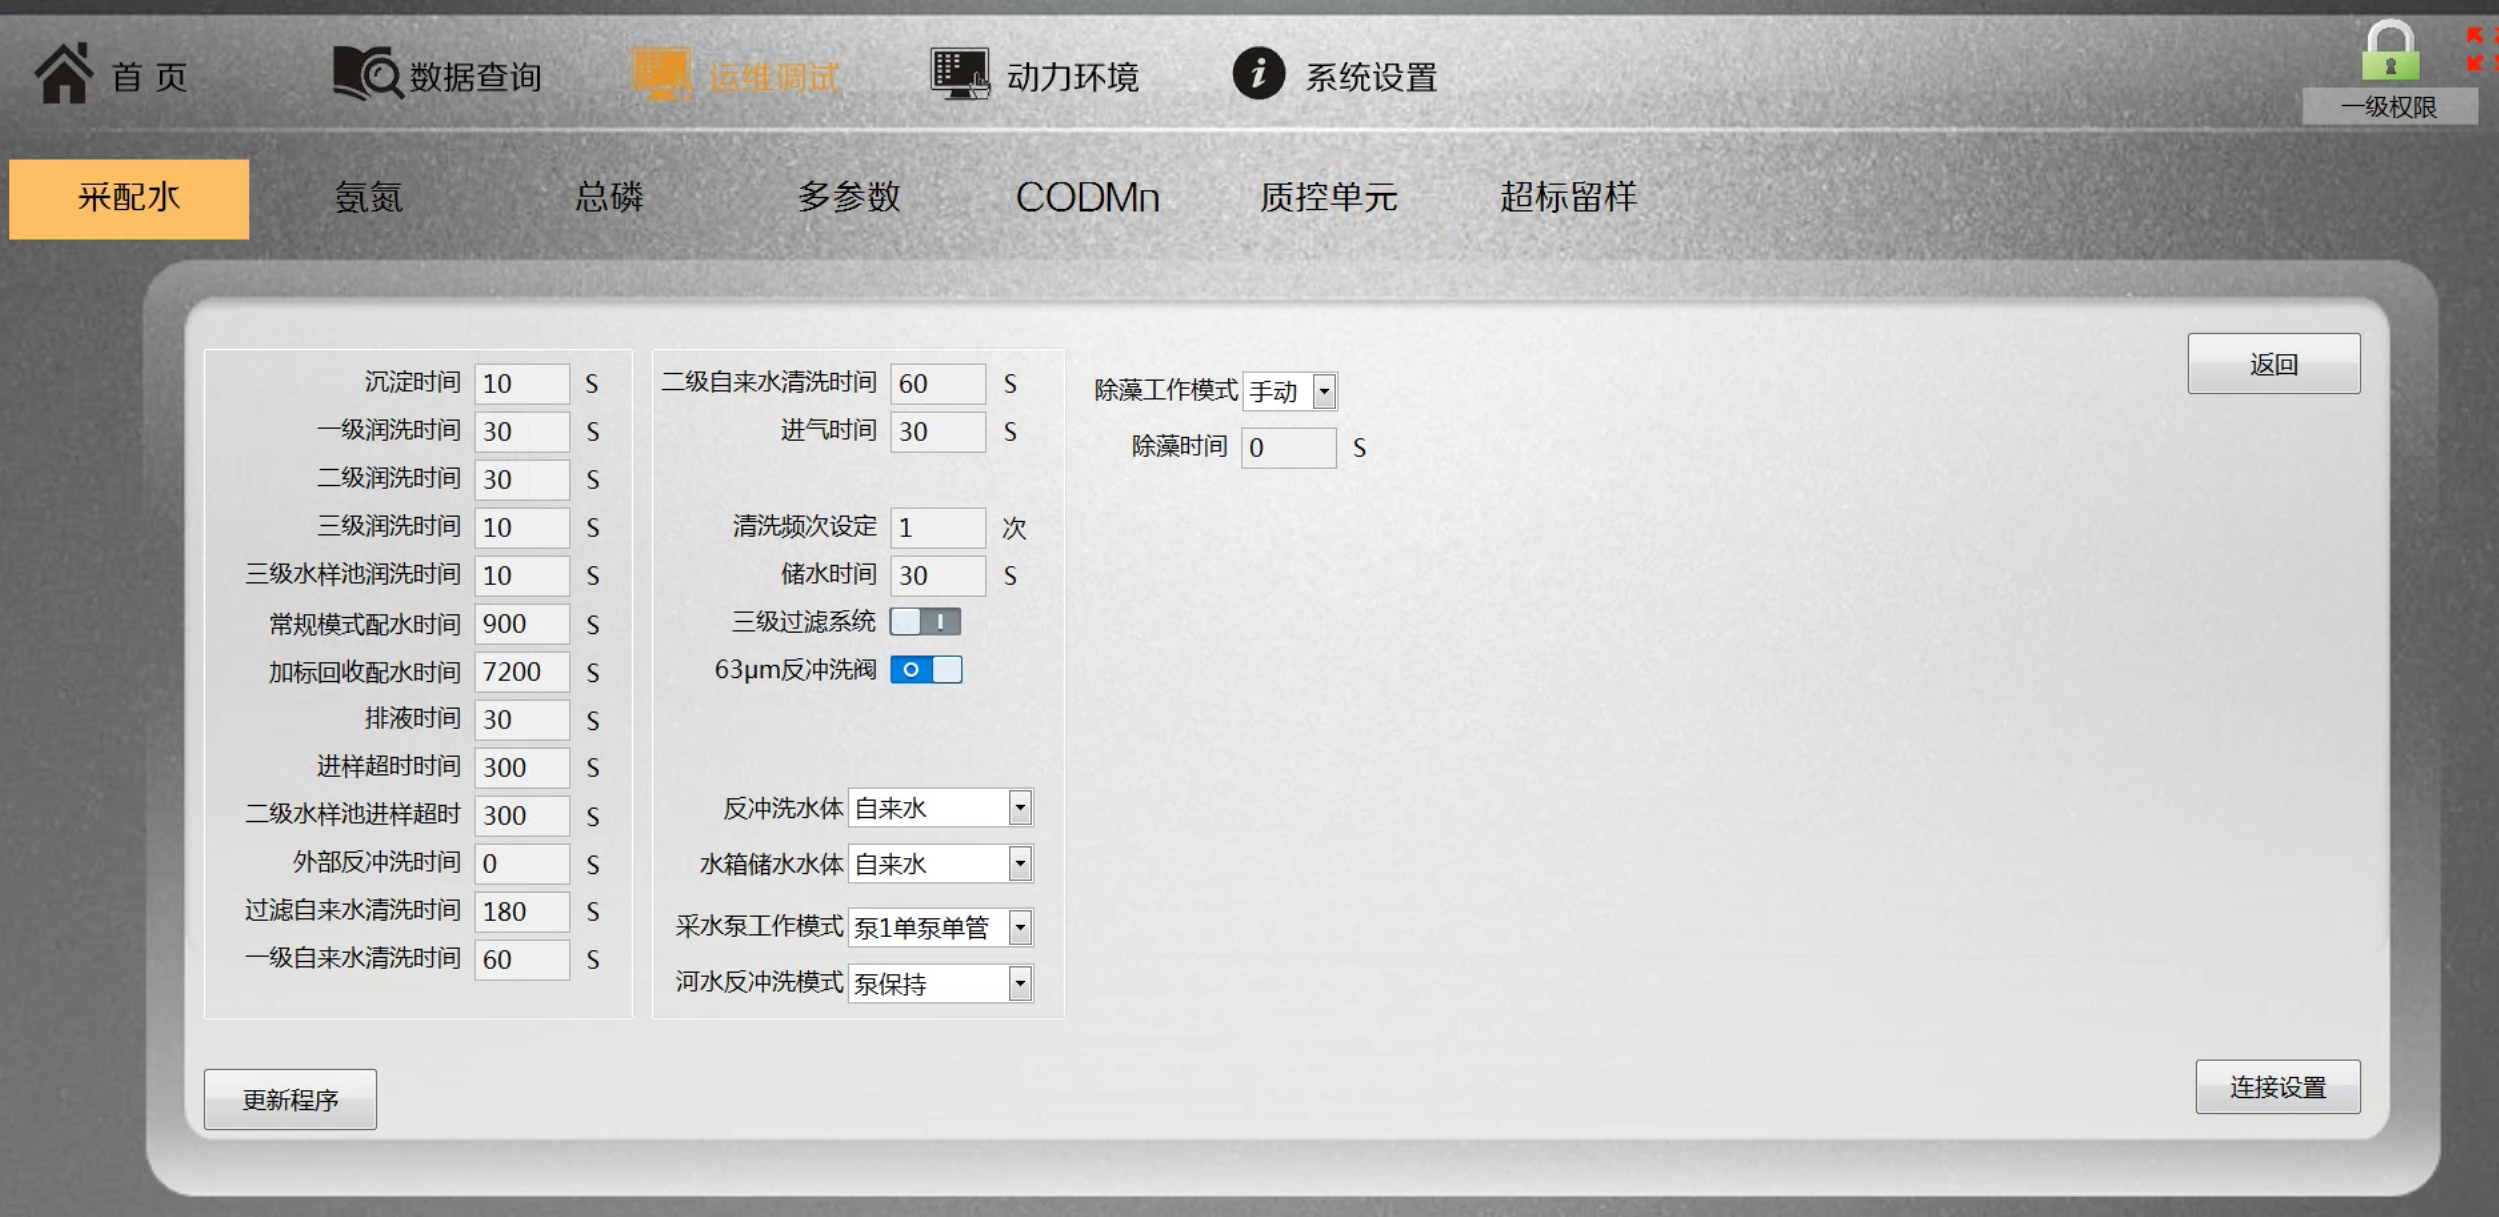 首 页
数据查询
运维调试
动力环境
系统设置
一级权限
采配水
氨氮
总磷
多参数
CODMn
质控单元
超标留样
返回
沉淀时间 10 S
一级润洗时间 30 S
二级润洗时间 30 S
三级润洗时间 10 S
三级水样池润洗时间 10 S
常规模式配水时间 900 S
加标回收配水时间 7200 S
排液时间 30 S
进样超时时间 300 S
二级水样池进样超时 300 S
外部反冲洗时间 0 S
过滤自来水清洗时间 180 S
一级自来水清洗时间 60 S
二级自来水清洗时间 60 S
进气时间 30 S
清洗频次设定 1 次
储水时间 30 S
三级过滤系统
63μm反冲洗阀
反冲洗水体 自来水
水箱储水水体 自来水
采水泵工作模式 泵1单泵单管
河水反冲洗模式 泵保持
除藻工作模式 手动
除藻时间 0 S
更新程序
连接设置